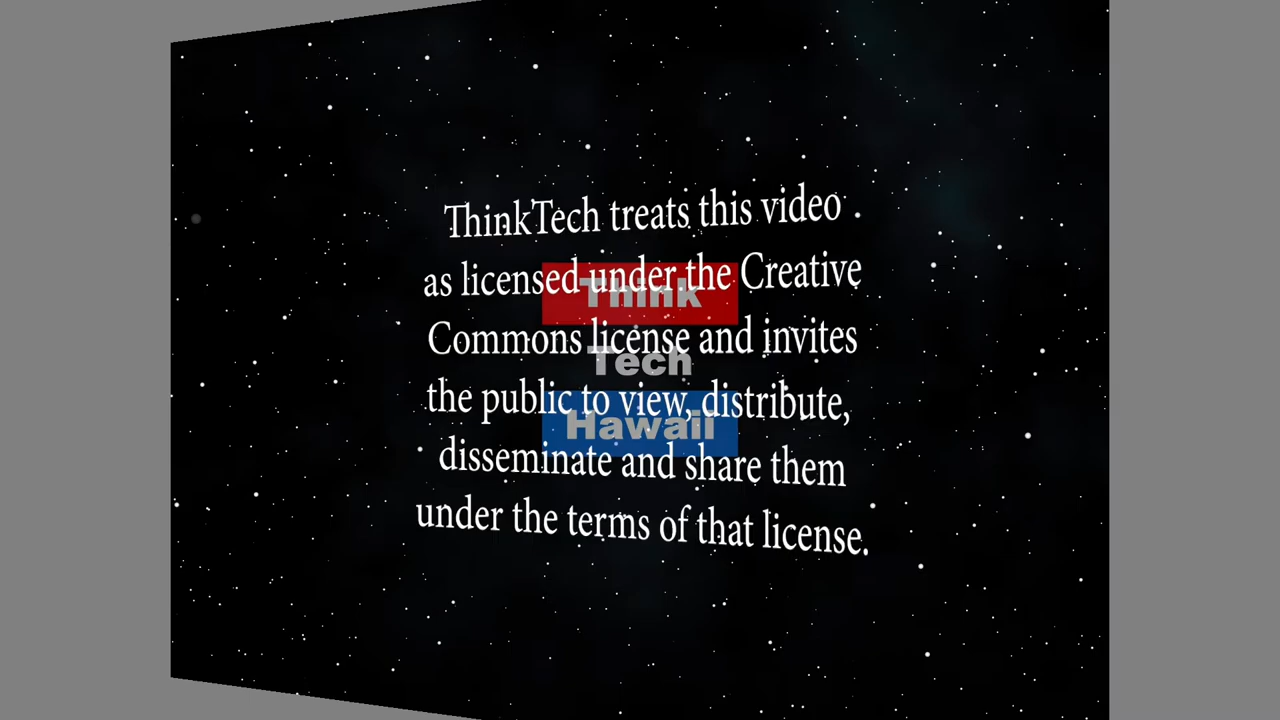 ThinkTech treats this video
as licensed under the Creative
Commons license and invites
the public to view, distribute,
disseminate and share them
under the terms of that license.
Think
Tech
Hawaii